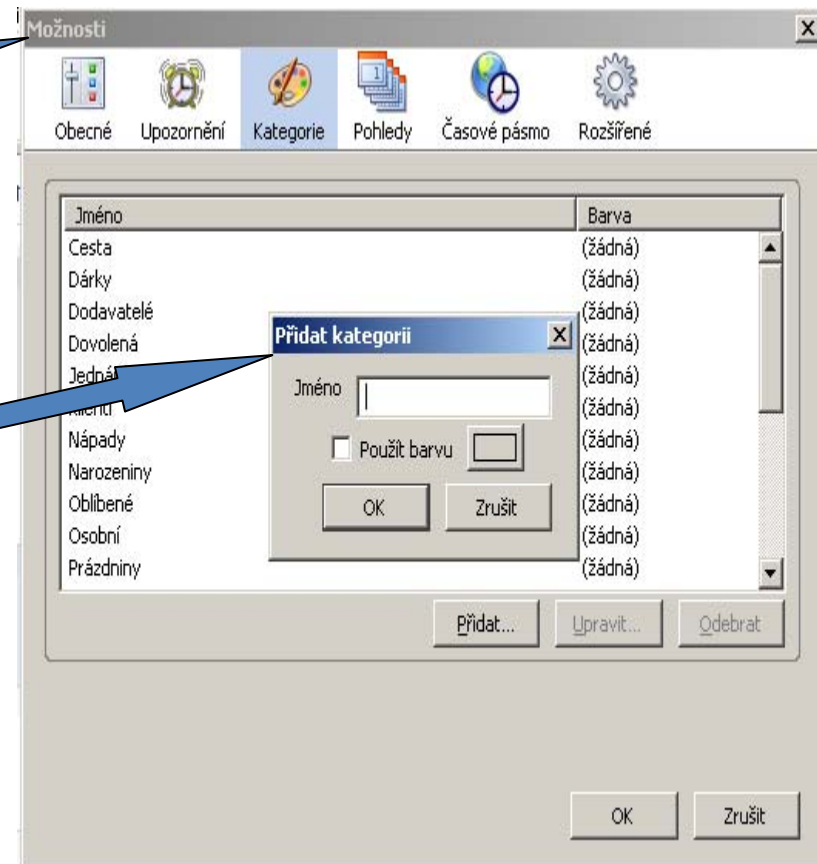 Možnosti
Obecné Upozornění Kategorie Pohledy Časové pásmo Rozšířené
Jméno Barva
Cesta (žádná)
Dárky (žádná)
Dodavatelé (žádná)
Dovolená (žádná)
(žádná)
(žádná)
Nápady (žádná)
Narozeniny (žádná)
Oblíbené (žádná)
Osobní (žádná)
Prázdniny (žádná)
Přidat kategorii
Jméno
Použít barvu
OK Zrušit
Přidat... Upravit... Odebrat
OK Zrušit